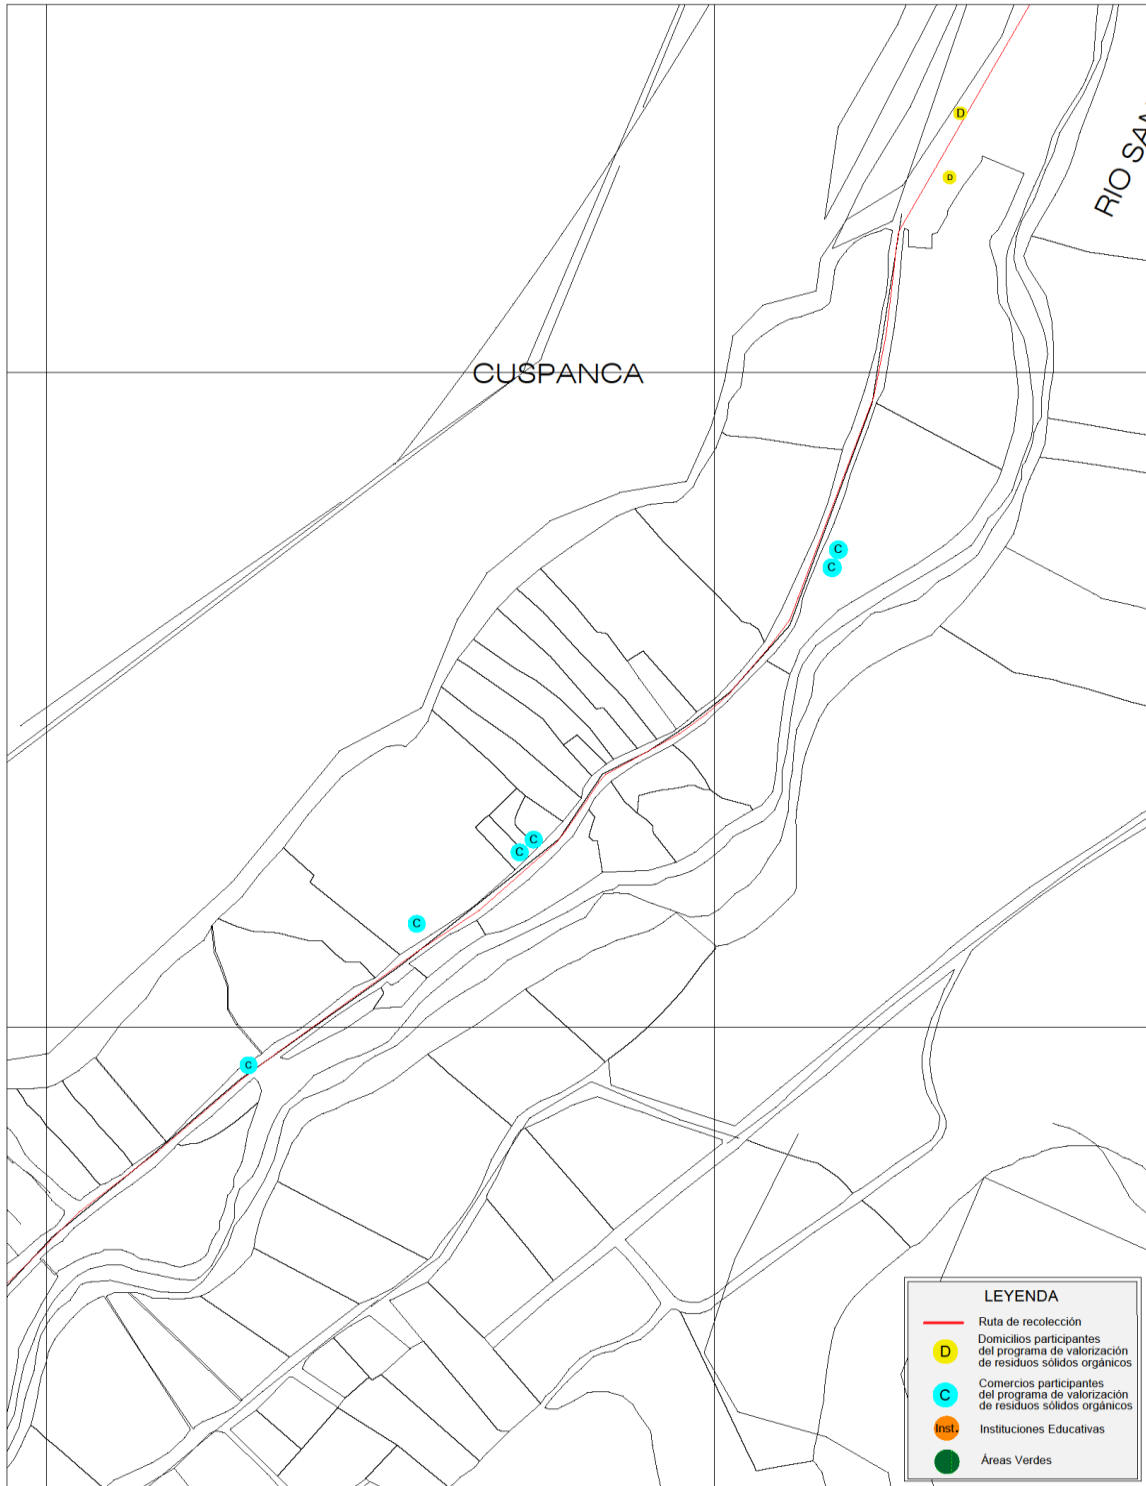 D
RIO SAN
D
CUSPANCA
C
C
C
C
C
C
LEYENDA
Ruta de recolección
D
Domicilios participantes
del programa de valorización
de residuos sólidos orgánicos
C
Comercios participantes
del programa de valorización
de residuos sólidos orgánicos
Inst.
Instituciones Educativas
Áreas Verdes